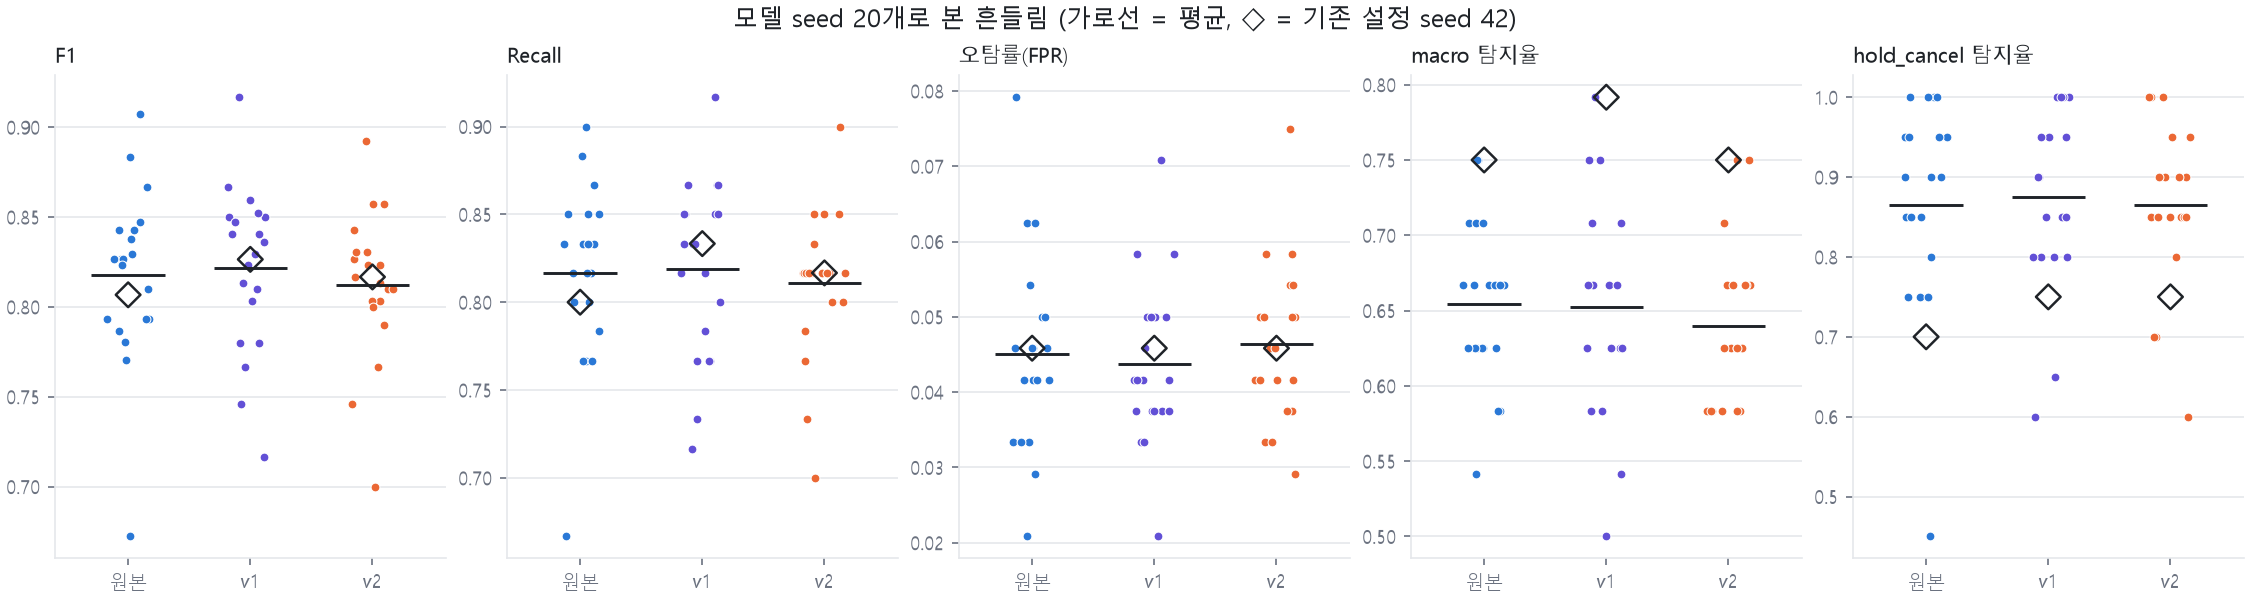 모델 seed 20개로 본 흔들림 (가로선 = 평균, ◇ = 기존 설정 seed 42)
F1
0.90
0.85
0.80
0.75
0.70
원본 v1 v2
Recall
0.90
0.85
0.80
0.75
0.70
원본 v1 v2
오탐률(FPR)
0.08
0.07
0.06
0.05
0.04
0.03
0.02
원본 v1 v2
macro 탐지율
0.80
0.75
0.70
0.65
0.60
0.55
0.50
원본 v1 v2
hold_cancel 탐지율
1.0
0.9
0.8
0.7
0.6
0.5
원본 v1 v2